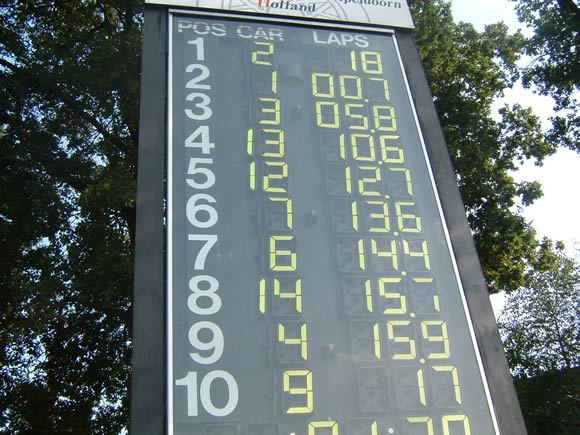 Holland
Apeldoorn
POS CAR LAPS
1 2 18
2 1 00.7
3 3 05.8
4 13 10.6
5 12 12.7
6 7 13.6
7 6 14.4
8 14 15.7
9 4 15.9
10 9 17